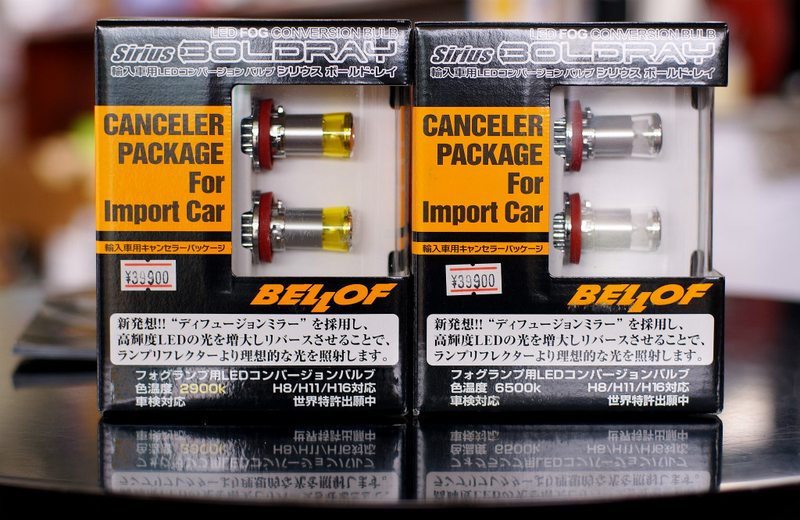 LED FOG CONVERSION BULB
Sirius BOLDRAY
輸入車用LEDコンバージョンバルブ シリウス ボールド・レイ
CANCELER
PACKAGE
For
Import Car
輸入車用キャンセラーパッケージ
¥39900
BELLOF
新発想!! “ディフュージョンミラー” を採用し、
高輝度LEDの光を増大しリバースさせることで、
ランプリフレクターより理想的な光を照射します。
フォグランプ用LEDコンバージョンバルブ
色温度 2900k H8/H11/H16対応
車検対応 世界特許出願中
LED FOG CONVERSION BULB
Sirius BOLDRAY
輸入車用LEDコンバージョンバルブ シリウス ボールド・レイ
CANCELER
PACKAGE
For
Import Car
輸入車用キャンセラーパッケージ
¥39900
BELLOF
新発想!! “ディフュージョンミラー” を採用し、
高輝度LEDの光を増大しリバースさせることで、
ランプリフレクターより理想的な光を照射します。
フォグランプ用LEDコンバージョンバルブ
色温度 6500k H8/H11/H16対応
車検対応 世界特許出願中